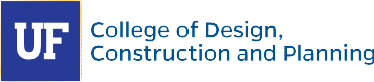 UF
College of Design,
Construction and Planning